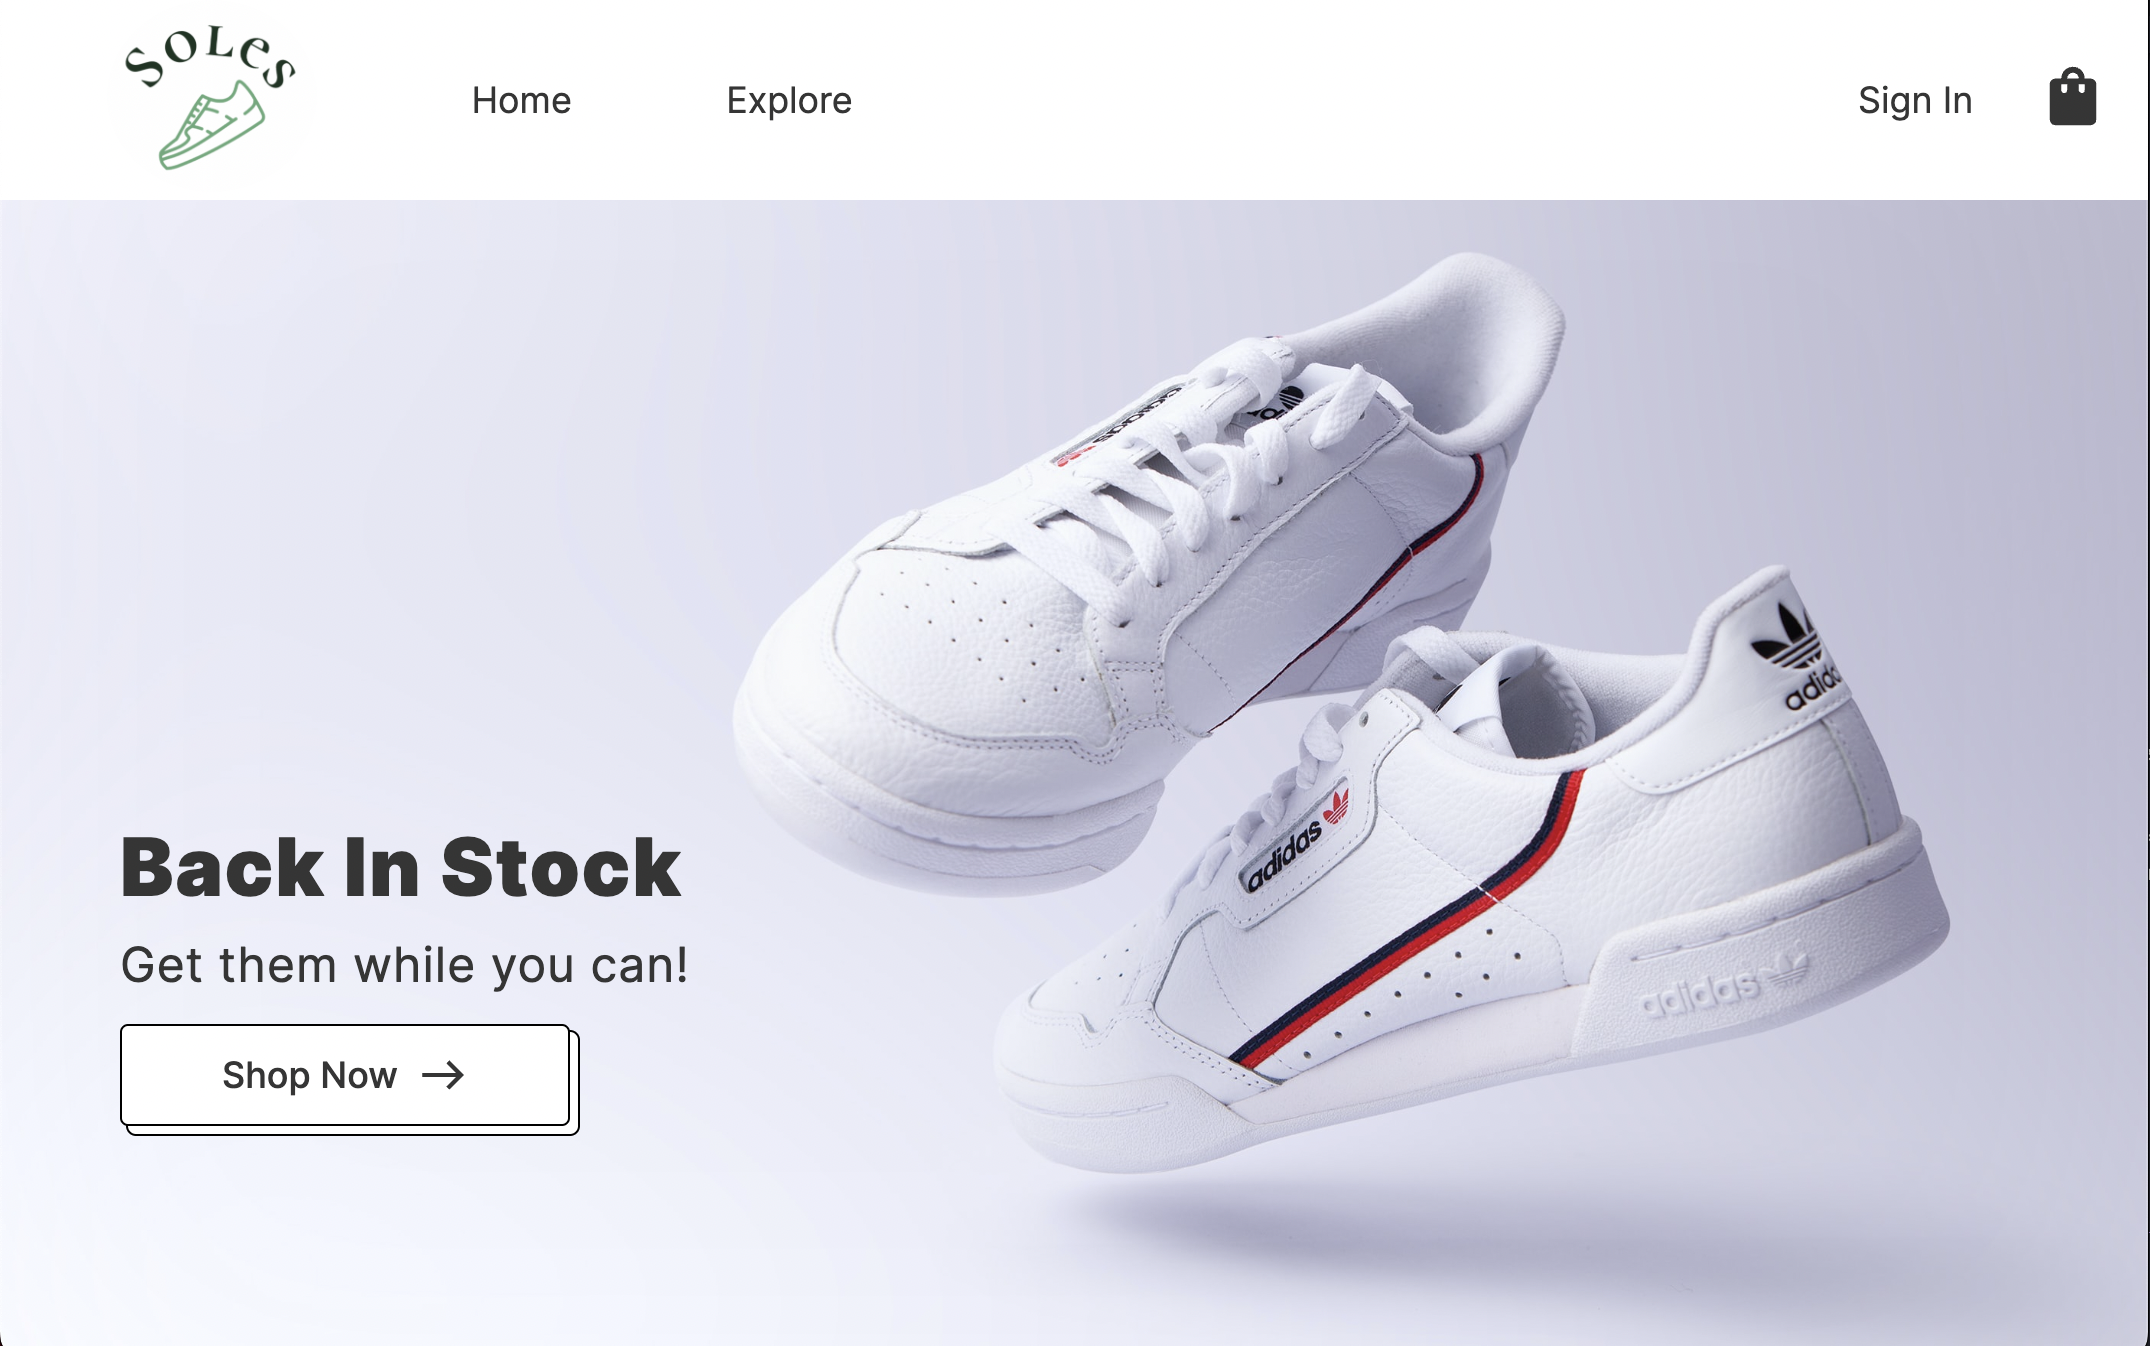 Soles
Home
Explore
Sign In
adidas
Back In Stock
Get them while you can!
Shop Now
adidas
adidas